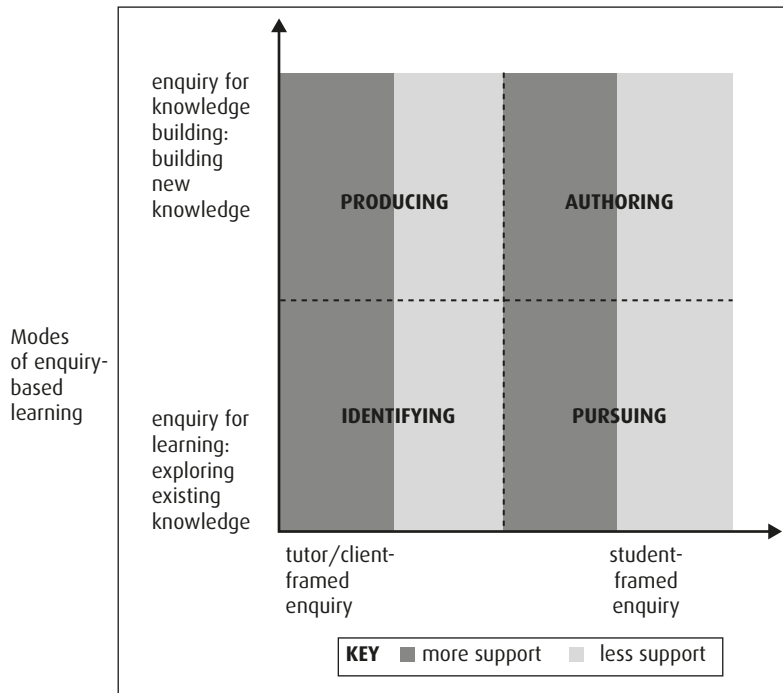 enquiry for
knowledge
building:
building
new
knowledge
PRODUCING
AUTHORING
Modes
of enquiry-
based
learning
enquiry for
learning:
exploring
existing
knowledge
IDENTIFYING
PURSUING
tutor/client-
framed
enquiry
student-
framed
enquiry
KEY more support less support